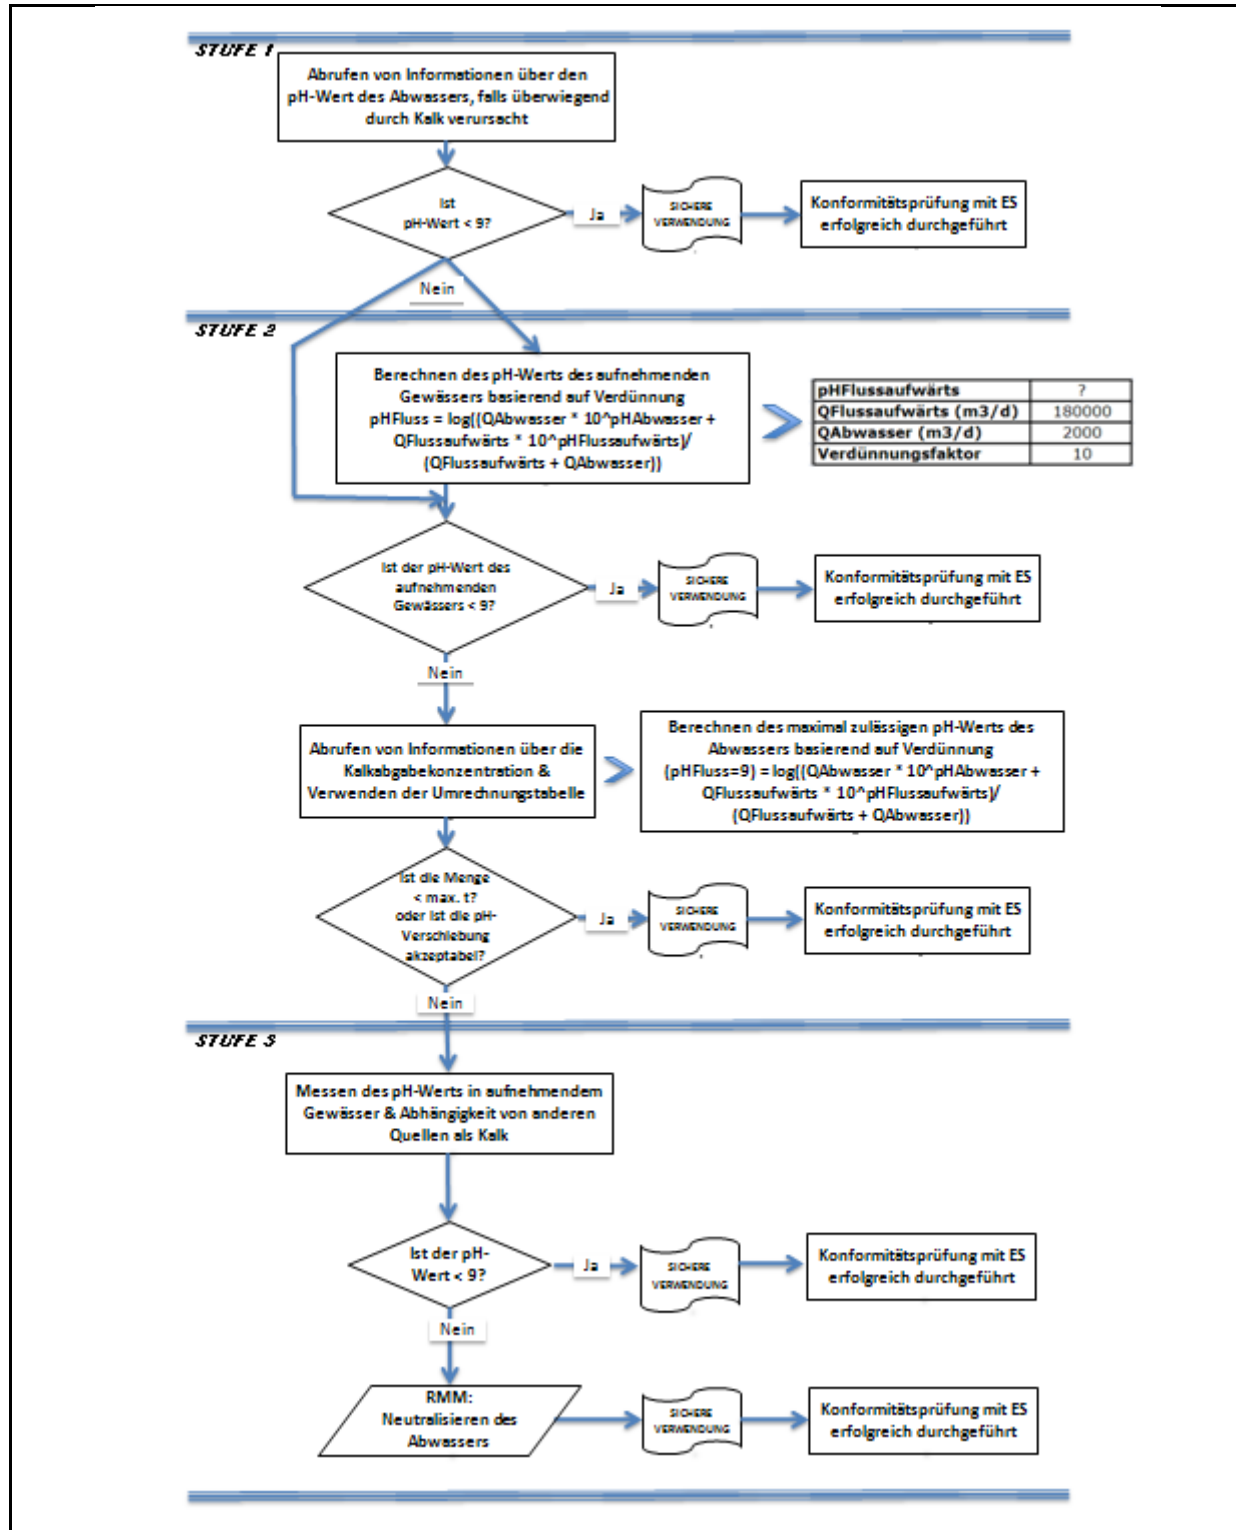 STUFE 1
Abrufen von Informationen über den
pH-Wert des Abwassers, falls überwiegend
durch Kalk verursacht
Ist
pH-Wert < 9?
Ja
SICHERE
VERWENDUNG
Konformitätsprüfung mit ES
erfolgreich durchgeführt
Nein
STUFE 2
Berechnen des pH-Werts des aufnehmenden
Gewässers basierend auf Verdünnung
pHFluss = log((QAbwasser * 10^pHAbwasser +
QFlussaufwärts * 10^pHFlussaufwärts)/
(QFlussaufwärts + QAbwasser))
pHFlussaufwärts ?
QFlussaufwärts (m3/d) 180000
QAbwasser (m3/d) 2000
Verdünnungsfaktor 10
Ist der pH-Wert des
aufnehmenden
Gewässers < 9?
Ja
SICHERE
VERWENDUNG
Konformitätsprüfung mit ES
erfolgreich durchgeführt
Nein
Abrufen von Informationen über die
Kalkabgabekonzentration &
Verwenden der Umrechnungstabelle
Berechnen des maximal zulässigen pH-Werts des
Abwassers basierend auf Verdünnung
(pHFluss=9) = log((QAbwasser * 10^pHAbwasser +
QFlussaufwärts * 10^pHFlussaufwärts)/
(QFlussaufwärts + QAbwasser))
Ist die Menge
< max. t?
oder ist die pH-
Verschiebung
akzeptabel?
Ja
SICHERE
VERWENDUNG
Konformitätsprüfung mit ES
erfolgreich durchgeführt
Nein
STUFE 3
Messen des pH-Werts in aufnehmendem
Gewässer & Abhängigkeit von anderen
Quellen als Kalk
Ist der pH-
Wert < 9?
Ja
SICHERE
VERWENDUNG
Konformitätsprüfung mit ES
erfolgreich durchgeführt
Nein
RMM:
Neutralisieren des
Abwassers
SICHERE
VERWENDUNG
Konformitätsprüfung mit ES
erfolgreich durchgeführt